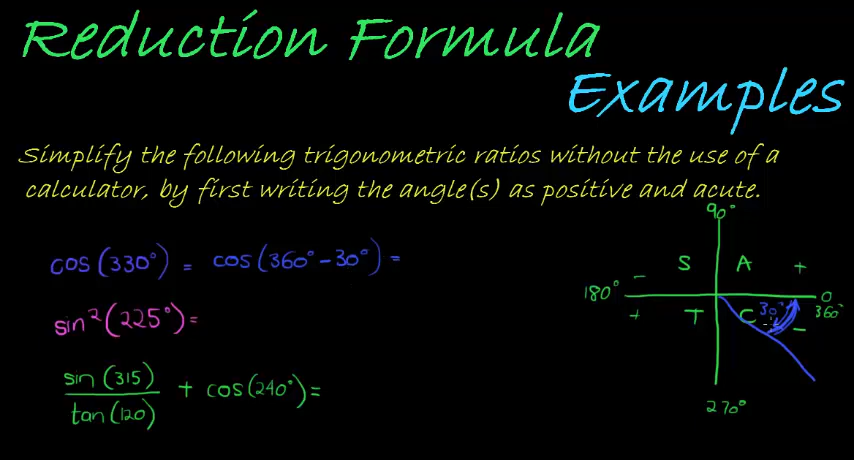 Reduction Formula
Examples
Simplify the following trigonometric ratios without the use of a
calculator, by first writing the angle(s) as positive and acute.
cos (330°) = cos (360° - 30°) =
sin²(225°) =
sin (315)
tan (120)
+ cos (240°) =
90°
S A
- +
180° 0
360°
+ T C 30° -
270°